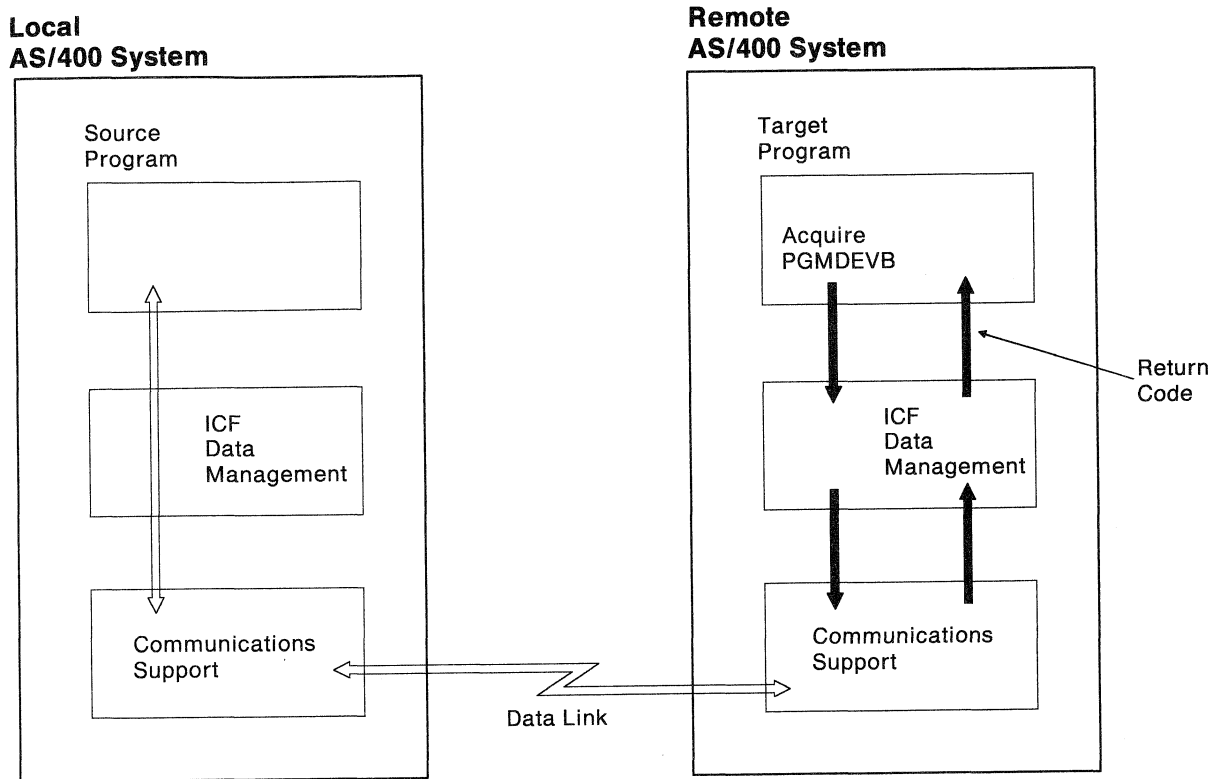 Local
AS/400 System
Remote
AS/400 System
Source
Program
Target
Program
Acquire
PGMDEVB
Return
Code
ICF
Data
Management
ICF
Data
Management
Communications
Support
Communications
Support
Data Link